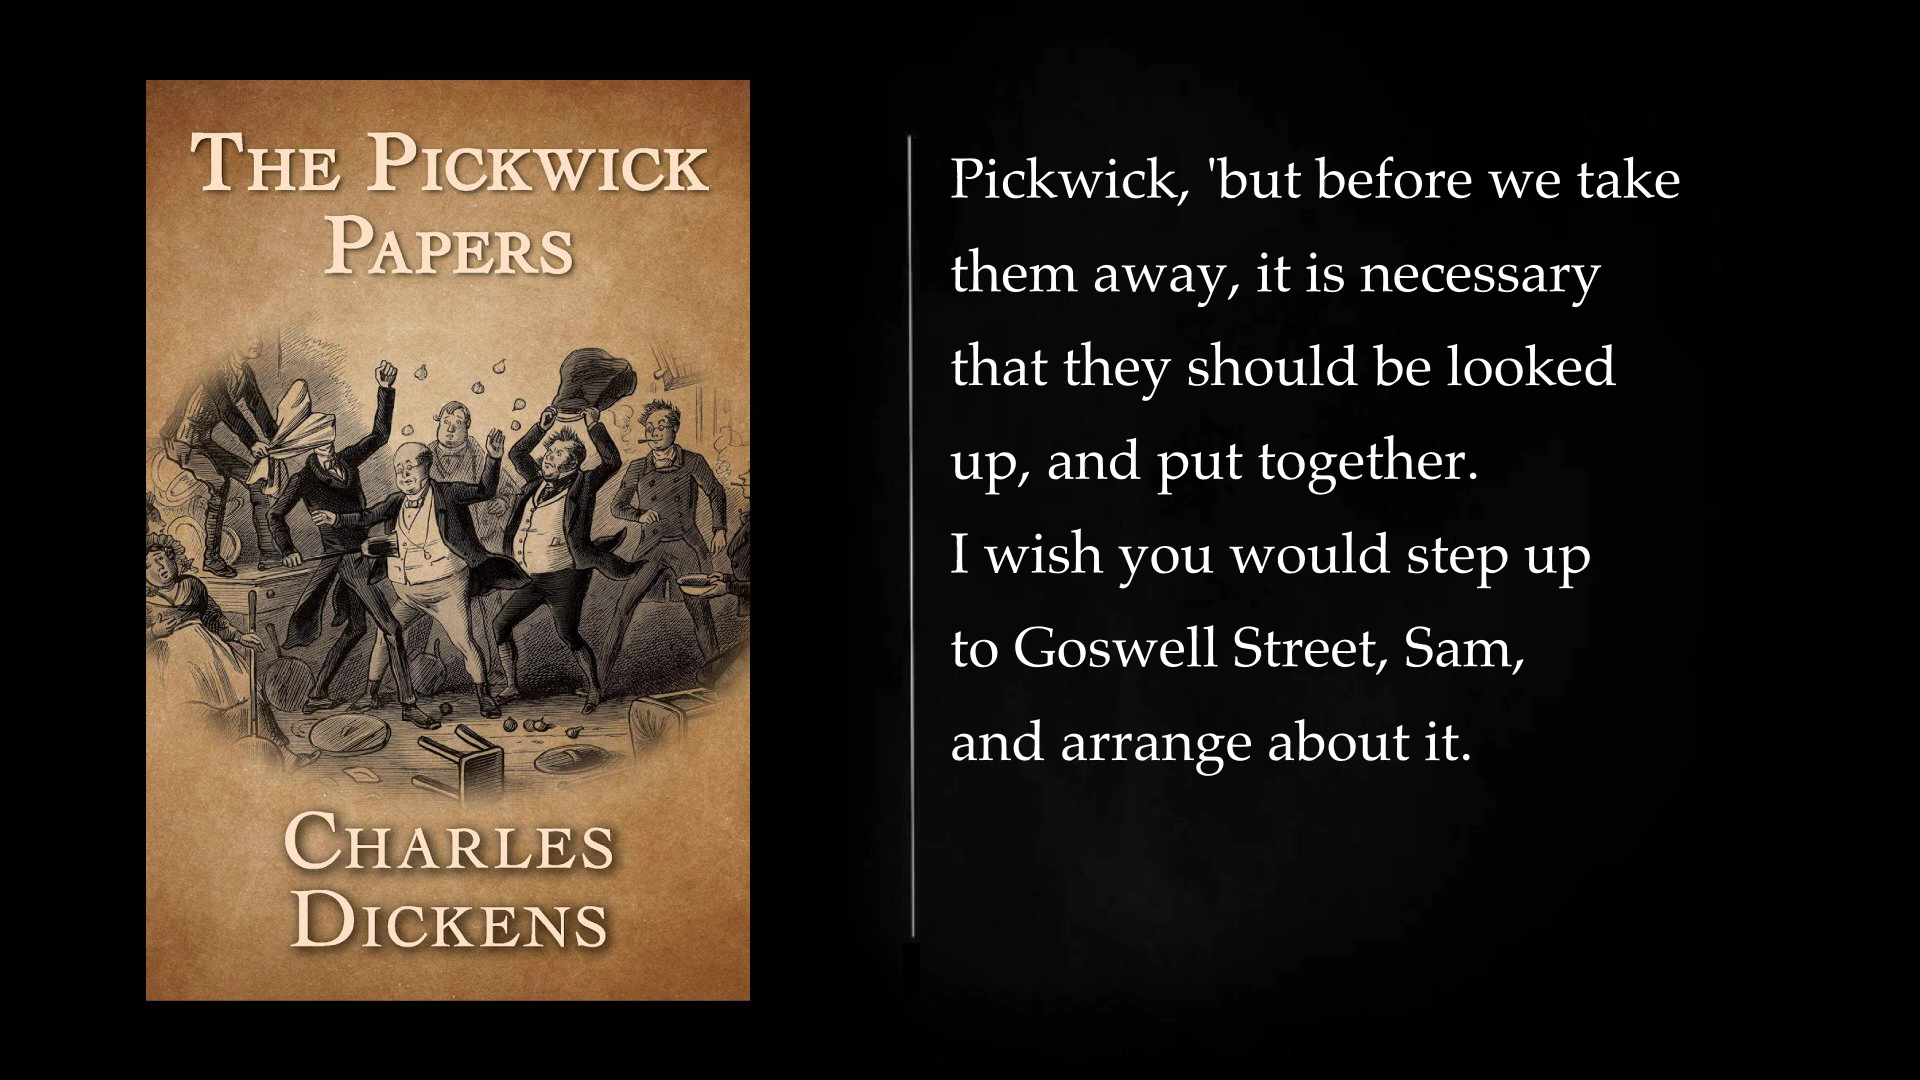 The Pickwick
Papers
Charles
Dickens
Pickwick, 'but before we take
them away, it is necessary
that they should be looked
up, and put together.
I wish you would step up
to Goswell Street, Sam,
and arrange about it.